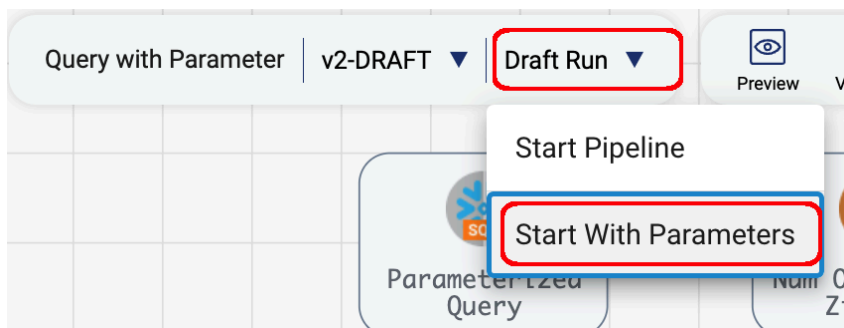 Query with Parameter v2-DRAFT Draft Run
Preview
Start Pipeline
Start With Parameters
Parameterized
Query